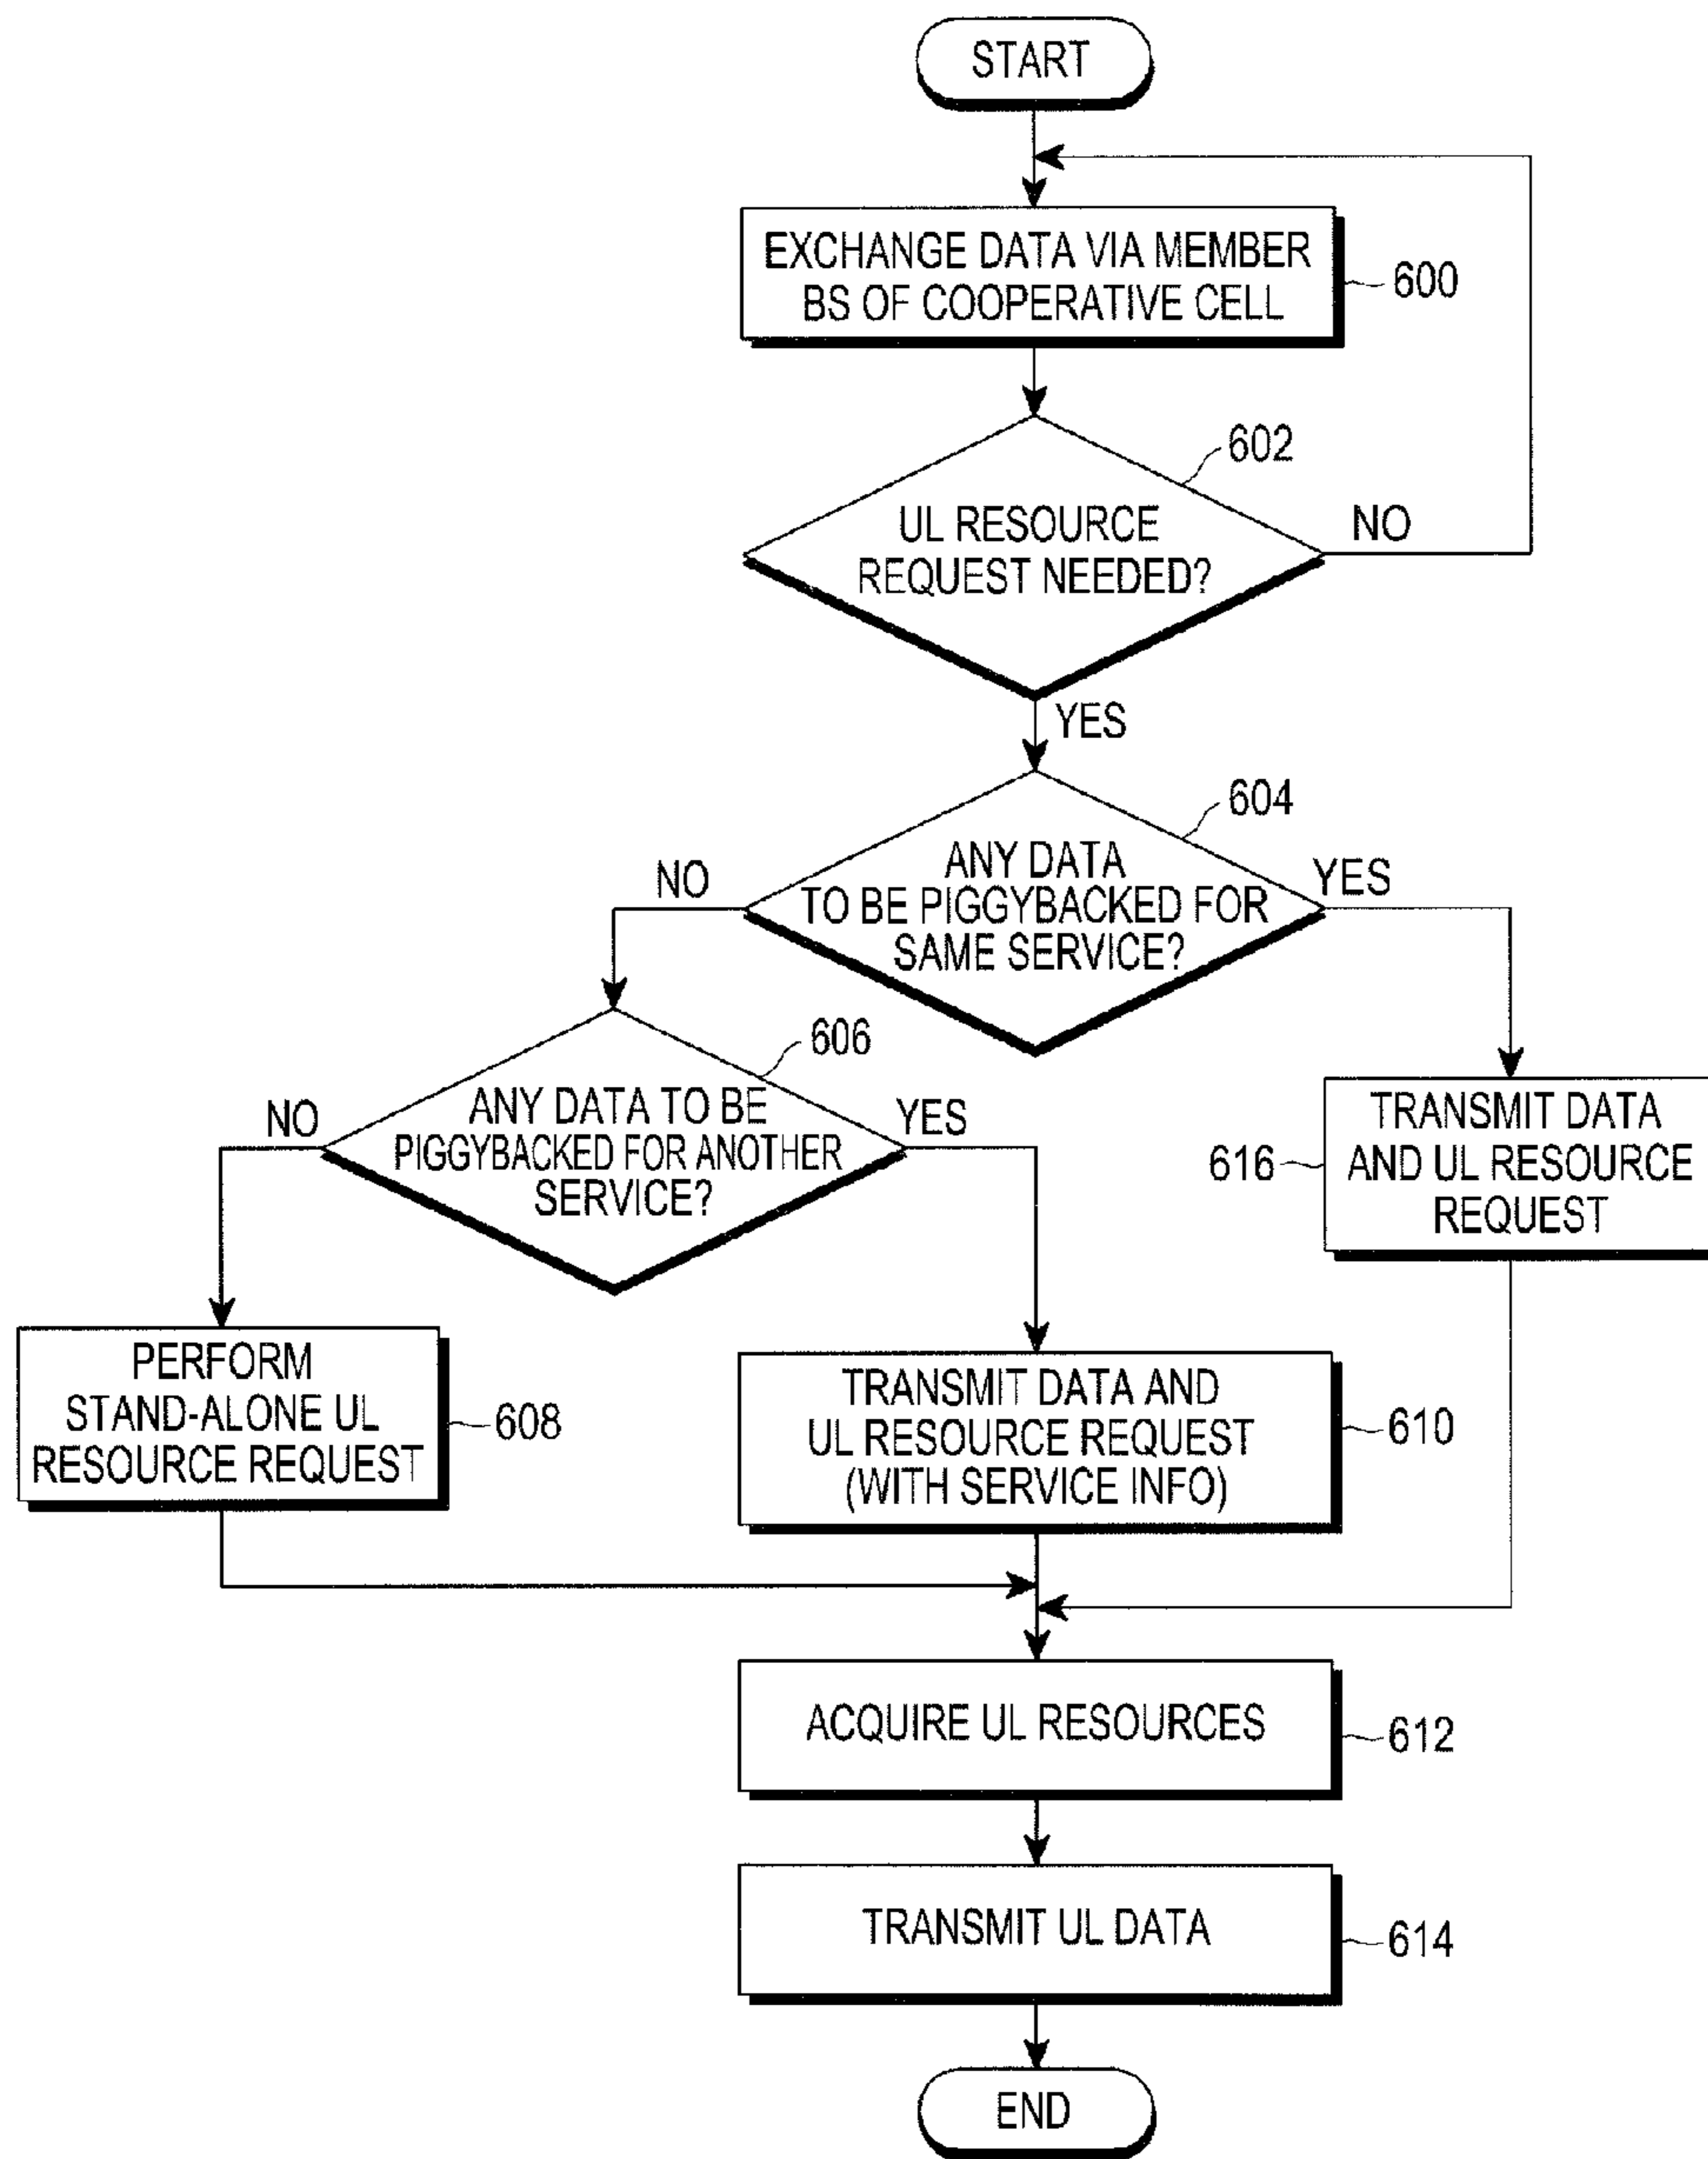 START
EXCHANGE DATA VIA MEMBER
BS OF COOPERATIVE CELL
600
602
UL RESOURCE
REQUEST NEEDED?
NO
YES
604
ANY DATA
TO BE PIGGYBACKED FOR
SAME SERVICE?
NO
YES
606
ANY DATA TO BE
PIGGYBACKED FOR ANOTHER
SERVICE?
NO
YES
TRANSMIT DATA
AND UL RESOURCE
REQUEST
616
PERFORM
STAND-ALONE UL
RESOURCE REQUEST
608
TRANSMIT DATA AND
UL RESOURCE REQUEST
(WITH SERVICE INFO)
610
ACQUIRE UL RESOURCES
612
TRANSMIT UL DATA
614
END